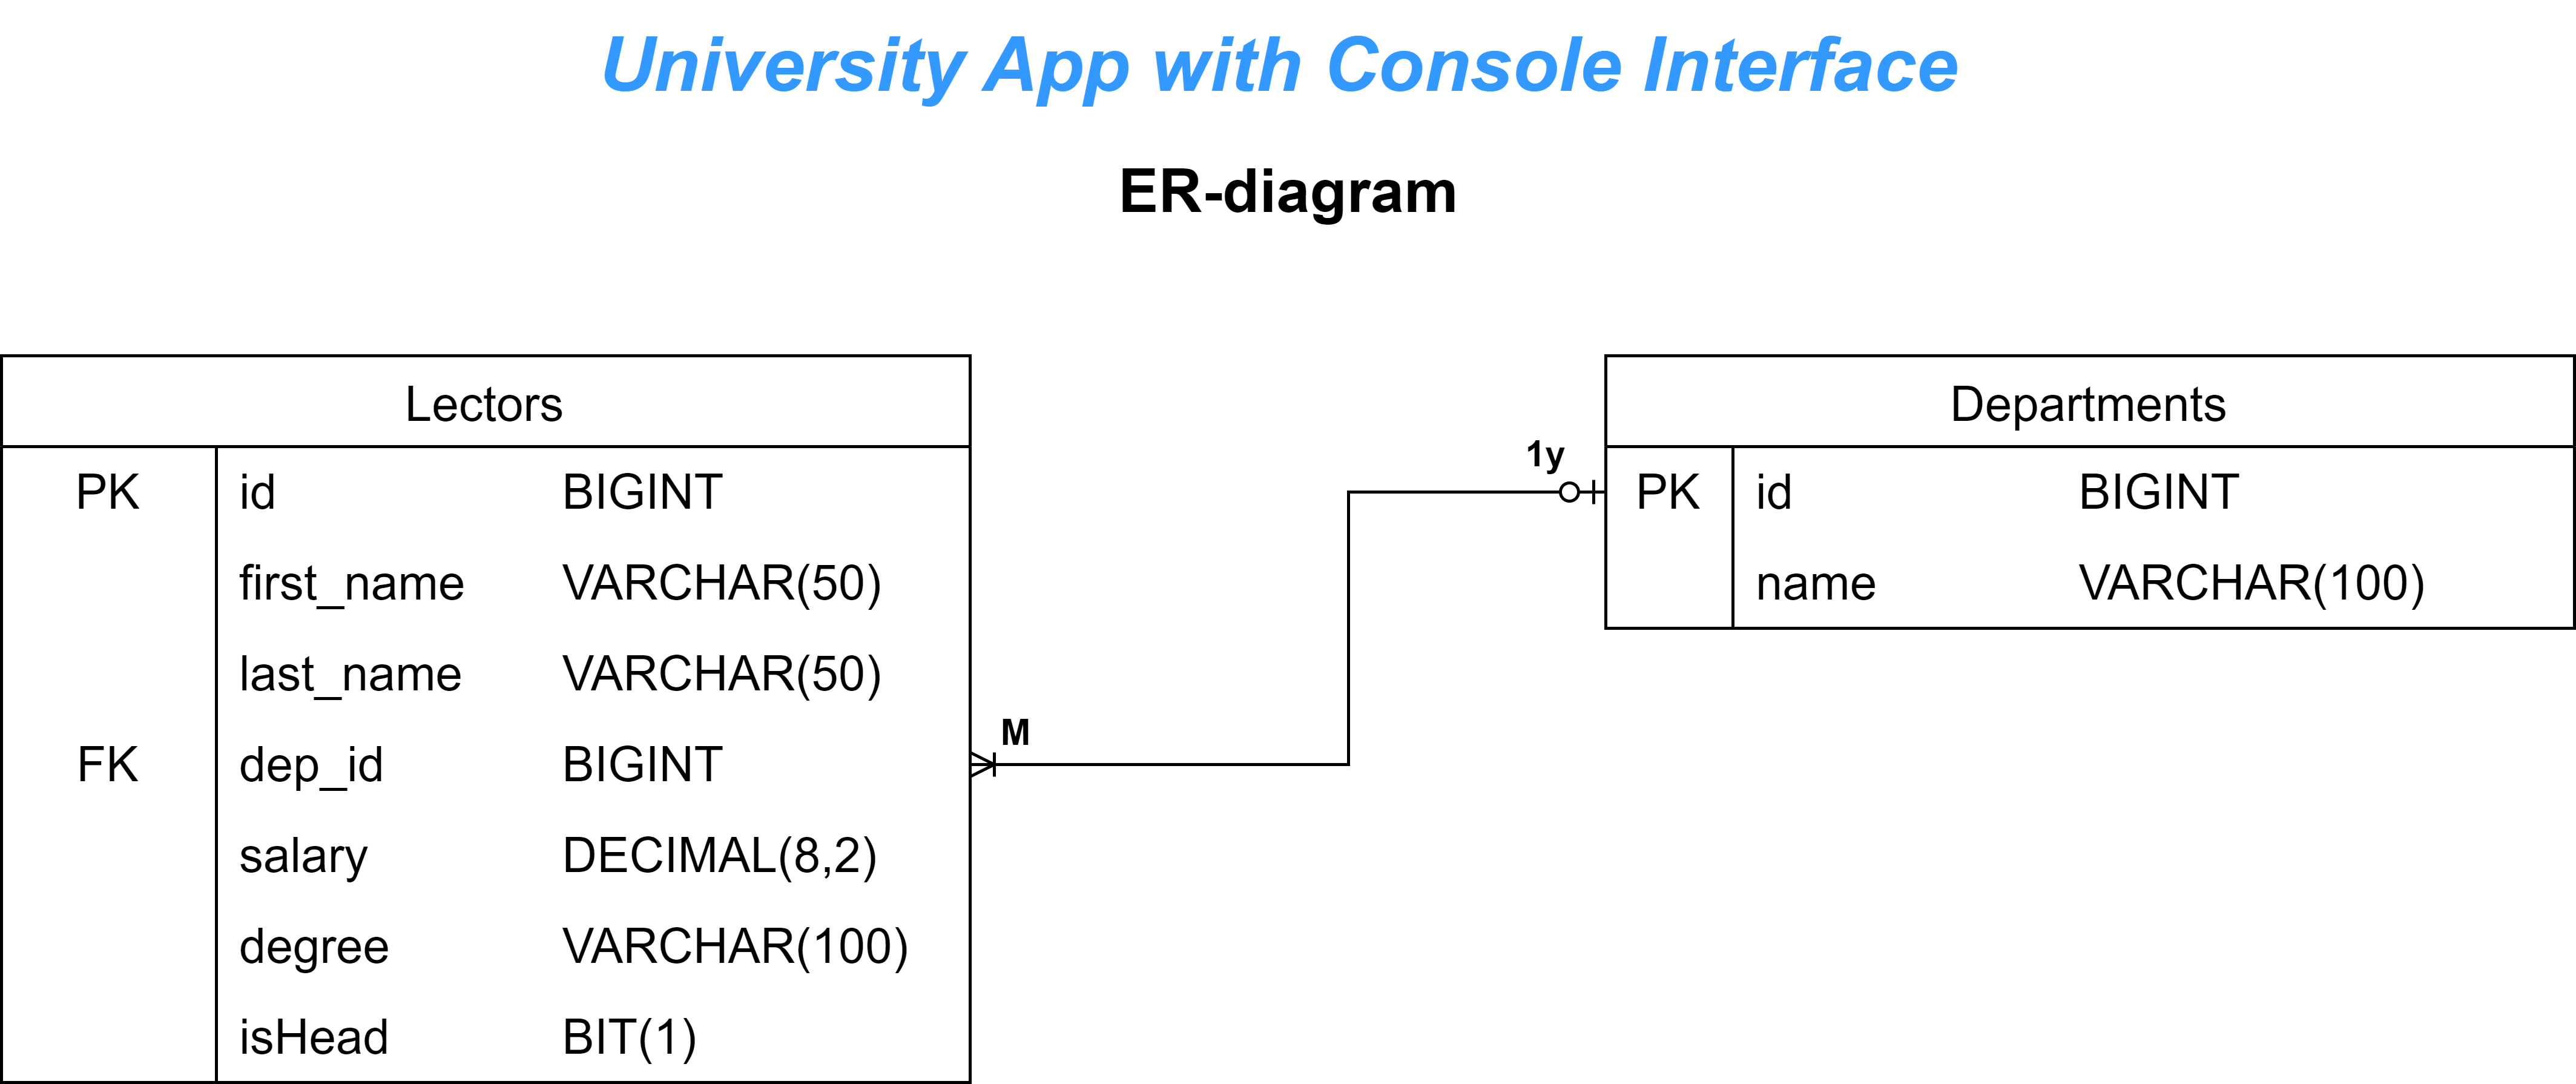 University App with Console Interface
ER-diagram
Lectors
PK id BIGINT
first_name VARCHAR(50)
last_name VARCHAR(50)
FK dep_id BIGINT
salary DECIMAL(8,2)
degree VARCHAR(100)
isHead BIT(1)
M
1y
Departments
PK id BIGINT
name VARCHAR(100)